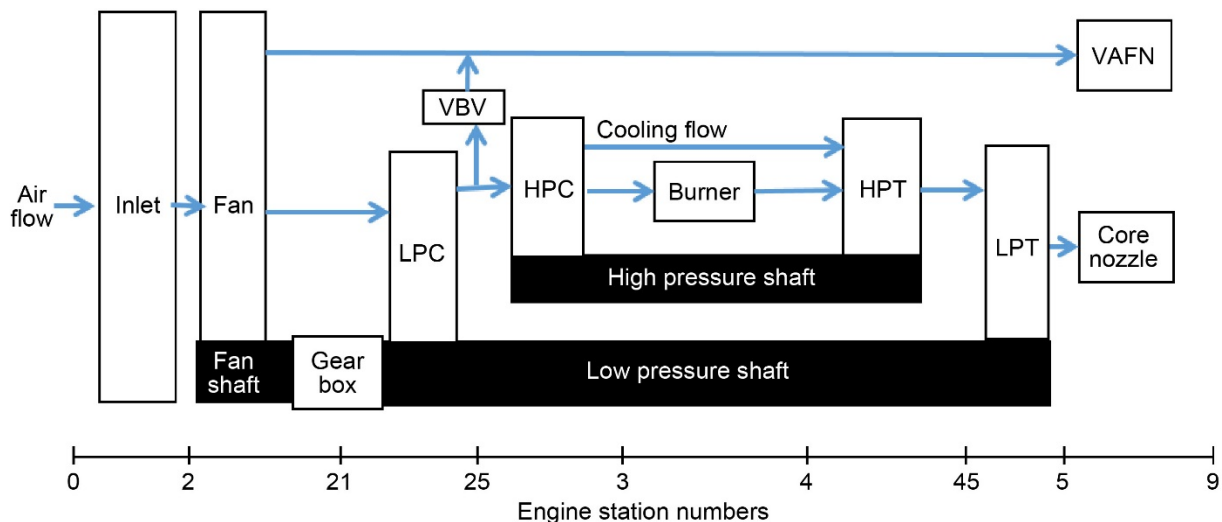 Air
flow
Inlet
Fan
VAFN
VBV
Cooling flow
LPC
HPC
Burner
HPT
LPT
Core
nozzle
High pressure shaft
Fan
shaft
Gear
box
Low pressure shaft
0 2 21 25 3 4 45 5 9
Engine station numbers